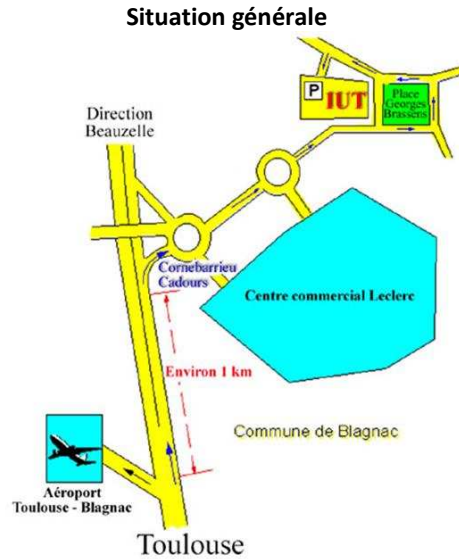 Situation générale
P
IUT
Place
Georges
Brassens
Direction
Beauzelle
Cornebarrieu
Cadours
Centre commercial Leclerc
Environ 1 km
Commune de Blagnac
Aéroport
Toulouse - Blagnac
Toulouse